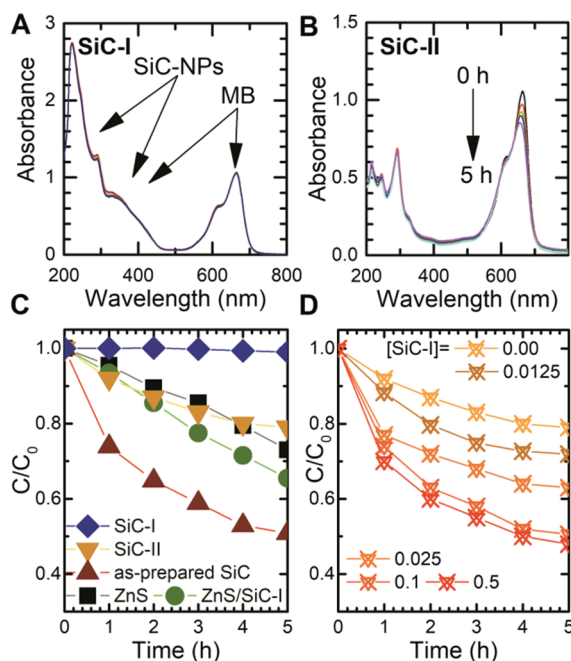 A
SiC-I
SiC-NPs
MB
Absorbance
3
2
1
0
200 400 600 800
Wavelength (nm)
B
SiC-II
0 h
5 h
Absorbance
1.5
1.0
0.5
0.0
200 400 600
Wavelength (nm)
C
C/C0
1.0
0.8
0.6
0.4
SiC-I
SiC-II
as-prepared SiC
ZnS ZnS/SiC-I
0 1 2 3 4 5
Time (h)
D
C/C0
1.0
0.8
0.6
0.4
[SiC-I]= 0.00
0.0125
0.025
0.1 0.5
0 1 2 3 4 5
Time (h)